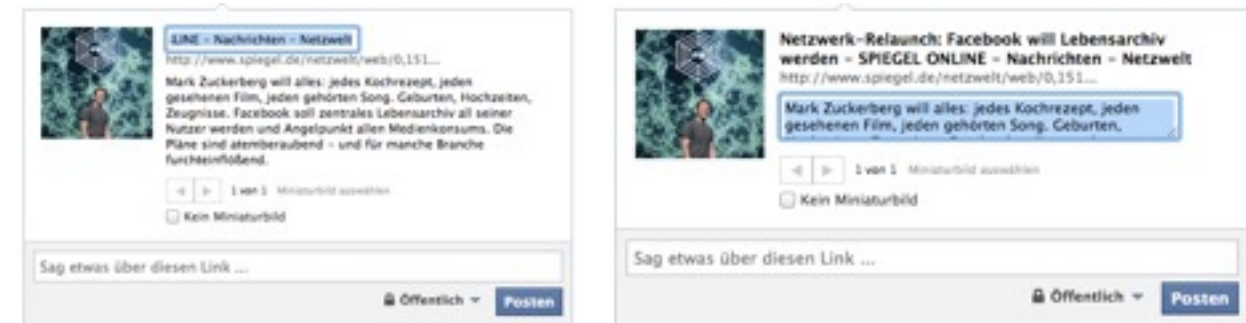 LINE - Nachrichten - Netzwelt
http://www.spiegel.de/netzwelt/web/0,151...
Mark Zuckerberg will alles: jedes Kochrezept, jeden
gesehenen Film, jeden gehörten Song. Geburten, Hochzeiten,
Zeugnisse. Facebook soll zentrales Lebensarchiv all seiner
Nutzer werden und Angelpunkt allen Medienkonsums. Die
Pläne sind atemberaubend - und für manche Branche
furchteinflößend.
1 von 1 Miniaturbild auswählen
Kein Miniaturbild
Sag etwas über diesen Link ...
Öffentlich
Posten
Netzwerk-Relaunch: Facebook will Lebensarchiv
werden - SPIEGEL ONLINE - Nachrichten - Netzwelt
http://www.spiegel.de/netzwelt/web/0,151...
Mark Zuckerberg will alles: jedes Kochrezept, jeden
gesehenen Film, jeden gehörten Song. Geburten,
1 von 1 Miniaturbild auswählen
Kein Miniaturbild
Sag etwas über diesen Link ...
Öffentlich
Posten